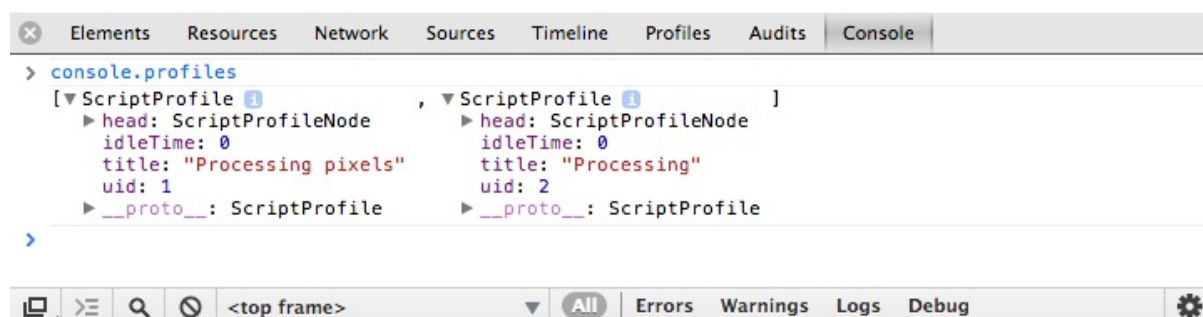 Elements Resources Network Sources Timeline Profiles Audits Console
> console.profiles
[▼ScriptProfile i , ▼ScriptProfile i ]
▶ head: ScriptProfileNode ▶ head: ScriptProfileNode
idleTime: 0 idleTime: 0
title: "Processing pixels" title: "Processing"
uid: 1 uid: 2
▶ __proto__: ScriptProfile ▶ __proto__: ScriptProfile
>
<top frame> ▼ All Errors Warnings Logs Debug